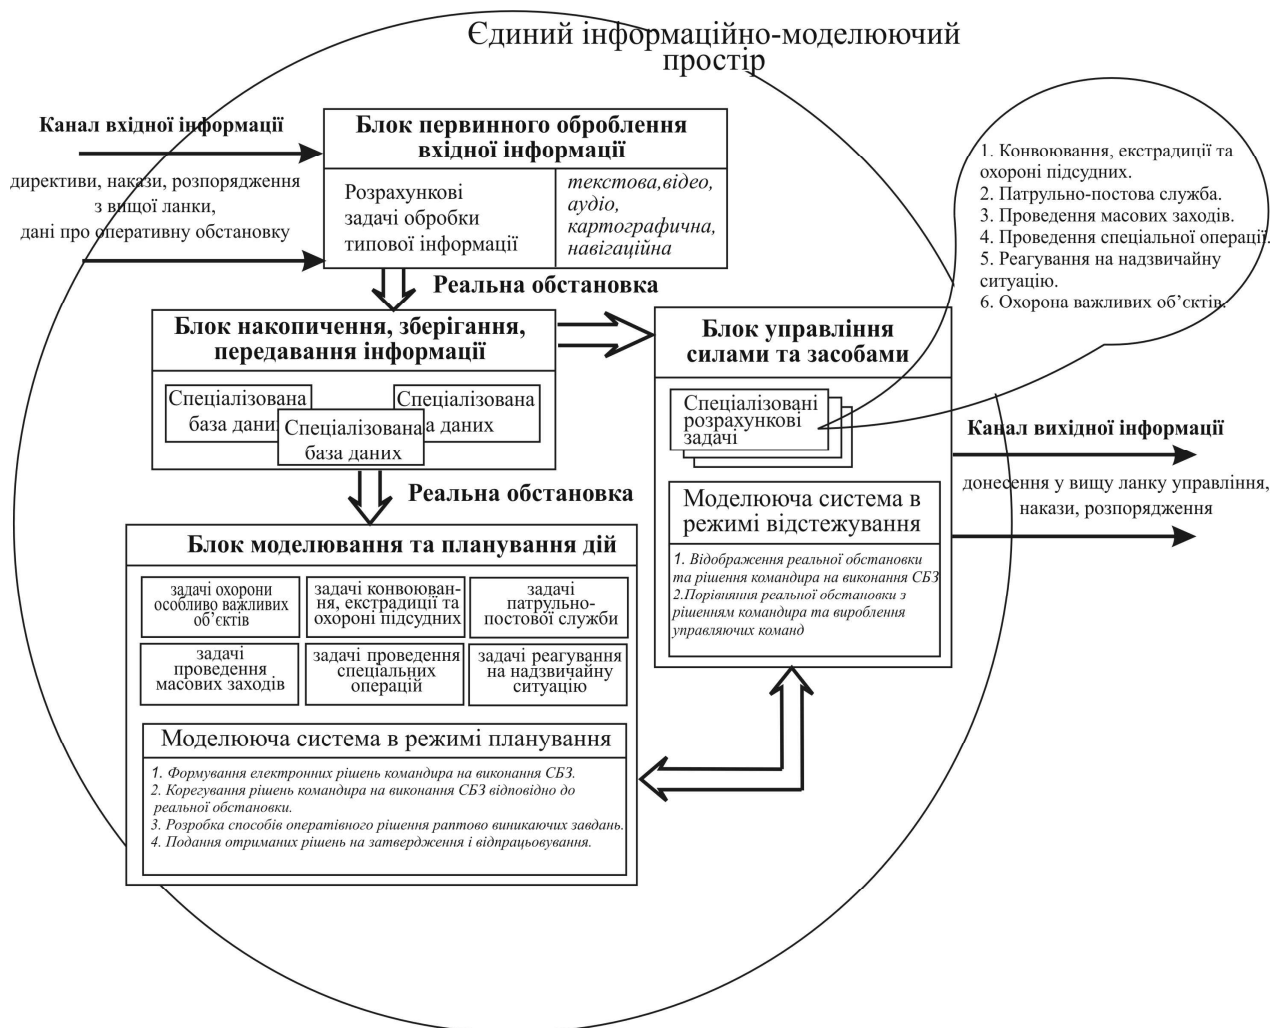 Єдиний інформаційно-моделюючий
простір
Канал вхідної інформації
директиви, накази, розпорядження
з вищої ланки,
дані про оперативну обстановку
Блок первинного оброблення
вхідної інформації
Розрахункові
задачі обробки
типової інформації
текстова,відео,
аудіо,
картографична,
навігаційна
1. Конвоювання, екстрадиції та
охороні підсудних.
2. Патрульно-постова служба.
3. Проведення масових заходів.
4. Проведення спеціальної операції.
5. Реагування на надзвичайну
ситуацію.
6. Охорона важливих об’єктів.
Реальна обстановка
Блок накопичення, зберігання,
передавання інформації
Спеціалізована
база даних
Спеціалізована
база даних
Спеціалізована
а даних
Блок управління
силами та засобами
Спеціалізовані
розрахункові
задачі
Моделююча система в
режимі відстежування
1. Відображення реальної обстановки
та рішення командира на виконання СБЗ
2.Порівняння реальної обстановки з
рішенням командира та вироблення
управляючих команд
Канал вихідної інформації
донесення у вищу ланку управління,
накази, розпорядження
Реальна обстановка
Блок моделювання та планування дій
задачі охорони
особливо важливих
об’єктів
задачі конвоюван-
ня, екстрадиції та
охороні підсудних
задачі
патрульно-
постової служби
задачі
проведення
масових заходів
задачі проведення
спеціальних
операцій
задачі реагування
на надзвичайну
ситуацію
Моделююча система в режимі планування
1. Формування електронних рішень командира на виконання СБЗ.
2. Корегування рішень командира на виконання СБЗ відповідно до
реальної обстановки.
3. Розробка способів оператівного рішення раптово виникаючих завдань.
4. Подання отриманих рішень на затвердження і відпрацьовування.